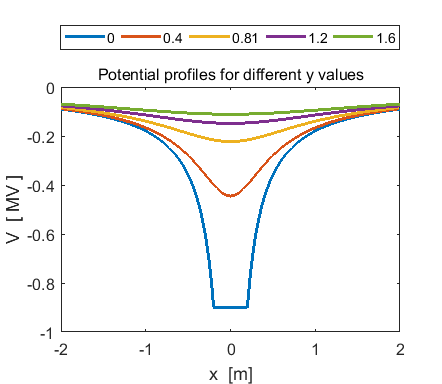 0 0.4 0.81 1.2 1.6
Potential profiles for different y values
0
-0.2
-0.4
-0.6
-0.8
-1
V [ MV ]
-2 -1 0 1 2
x [m]